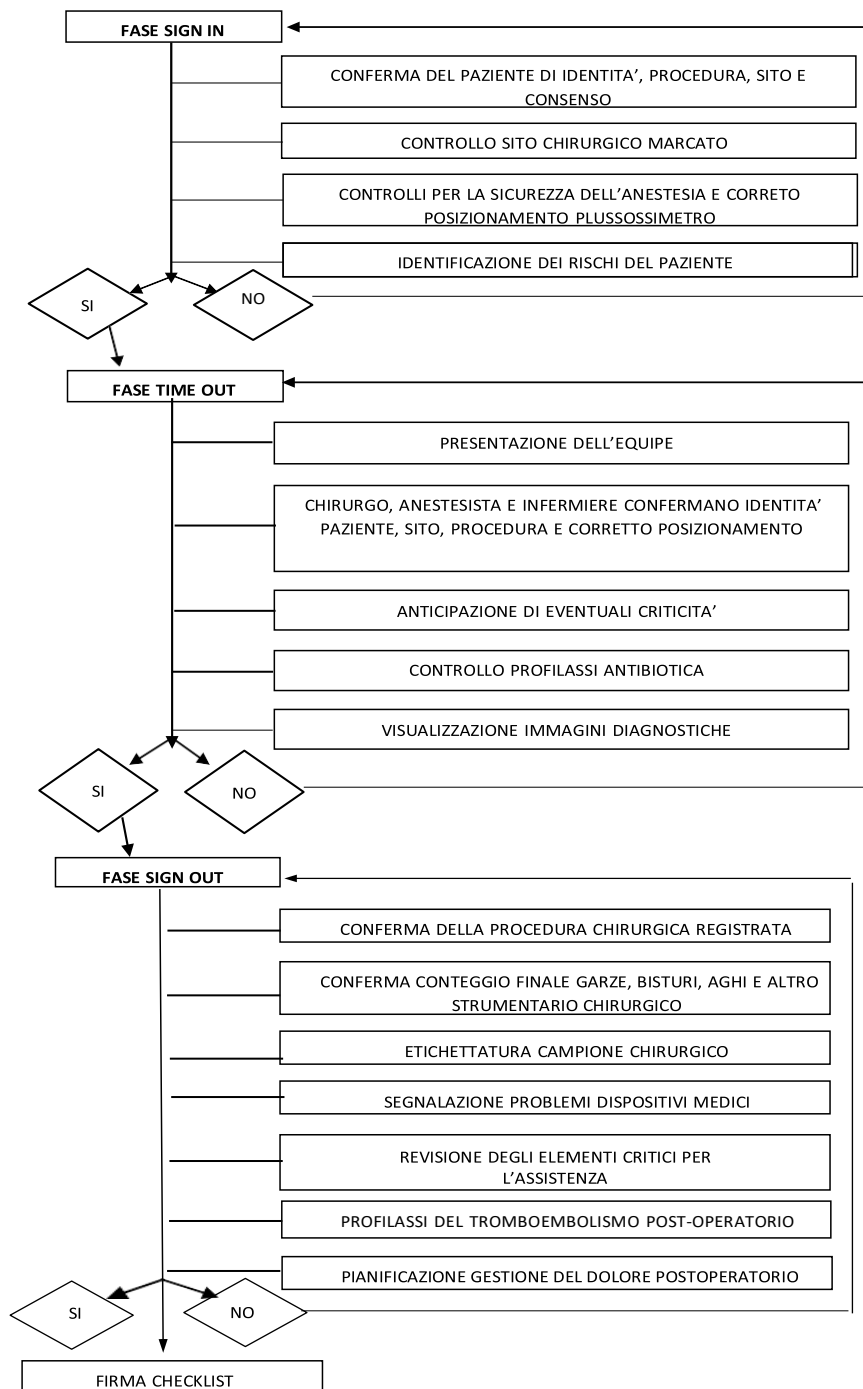 FASE SIGN IN
CONFERMA DEL PAZIENTE DI IDENTITA’, PROCEDURA, SITO E
CONSENSO
CONTROLLO SITO CHIRURGICO MARCATO
CONTROLLI PER LA SICUREZZA DELL’ANESTESIA E CORRETO
POSIZIONAMENTO PLUSSOSSIMETRO
IDENTIFICAZIONE DEI RISCHI DEL PAZIENTE
SI
NO
FASE TIME OUT
PRESENTAZIONE DELL’EQUIPE
CHIRURGO, ANESTESISTA E INFERMIERE CONFERMANO IDENTITA’
PAZIENTE, SITO, PROCEDURA E CORRETTO POSIZIONAMENTO
ANTICIPAZIONE DI EVENTUALI CRITICITA’
CONTROLLO PROFILASSI ANTIBIOTICA
VISUALIZZAZIONE IMMAGINI DIAGNOSTICHE
SI
NO
FASE SIGN OUT
CONFERMA DELLA PROCEDURA CHIRURGICA REGISTRATA
CONFERMA CONTEGGIO FINALE GARZE, BISTURI, AGHI E ALTRO
STRUMENTARIO CHIRURGICO
ETICHETTATURA CAMPIONE CHIRURGICO
SEGNALAZIONE PROBLEMI DISPOSITIVI MEDICI
REVISIONE DEGLI ELEMENTI CRITICI PER
L’ASSISTENZA
PROFILASSI DEL TROMBOEMBOLISMO POST-OPERATORIO
PIANIFICAZIONE GESTIONE DEL DOLORE POSTOPERATORIO
SI
NO
FIRMA CHECKLIST